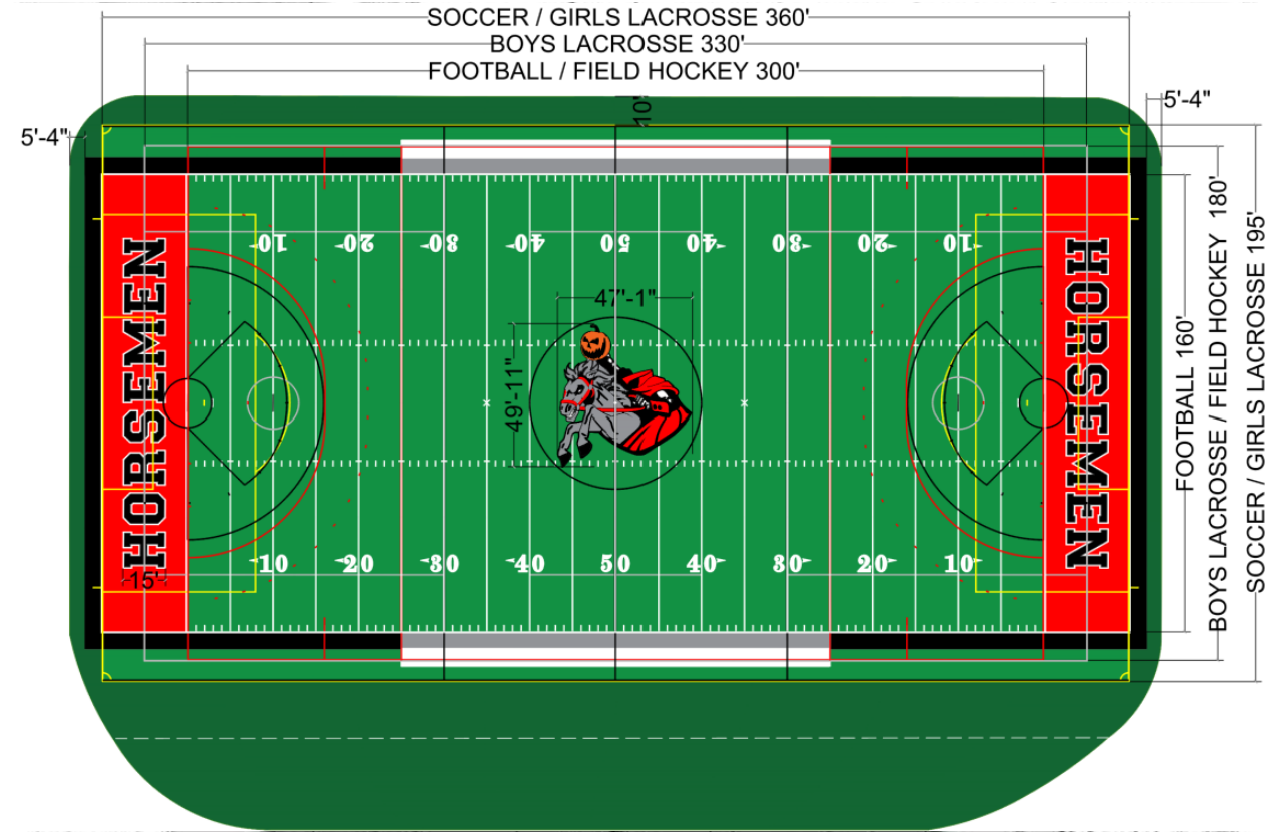 SOCCER / GIRLS LACROSSE 360'
BOYS LACROSSE 330'
FOOTBALL / FIELD HOCKEY 300'
10'
5'-4"
5'-4"
10 20 30 40 50 40 30 20 10
HORSEMEN
HORSEMEN
47'-1"
49'-11"
FOOTBALL 160'
BOYS LACROSSE / FIELD HOCKEY 180'
SOCCER / GIRLS LACROSSE 195'
10 20 30 40 50 40 30 20 10
15'